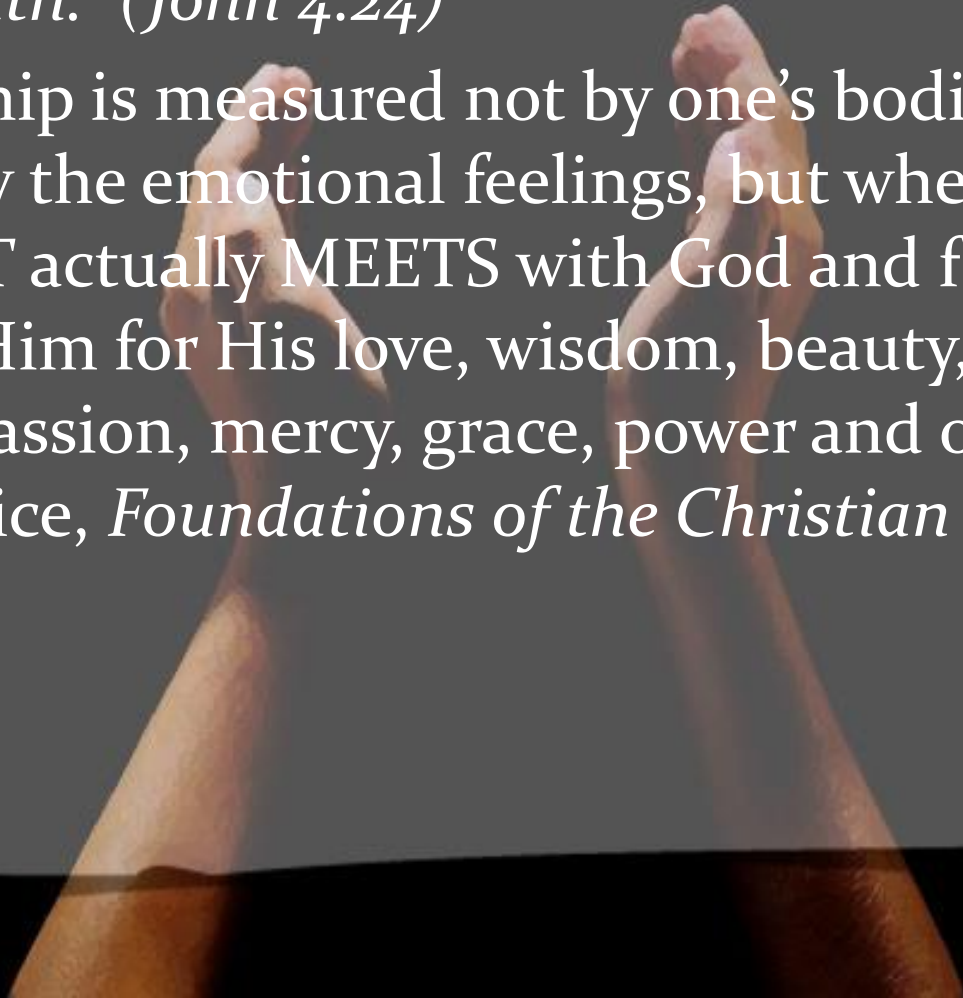 th." (John 4:24)
hip is measured not by one's bodi
y the emotional feelings, but whe
T actually MEETS with God and f
Him for His love, wisdom, beauty,
assion, mercy, grace, power and o
ice, Foundations of the Christian